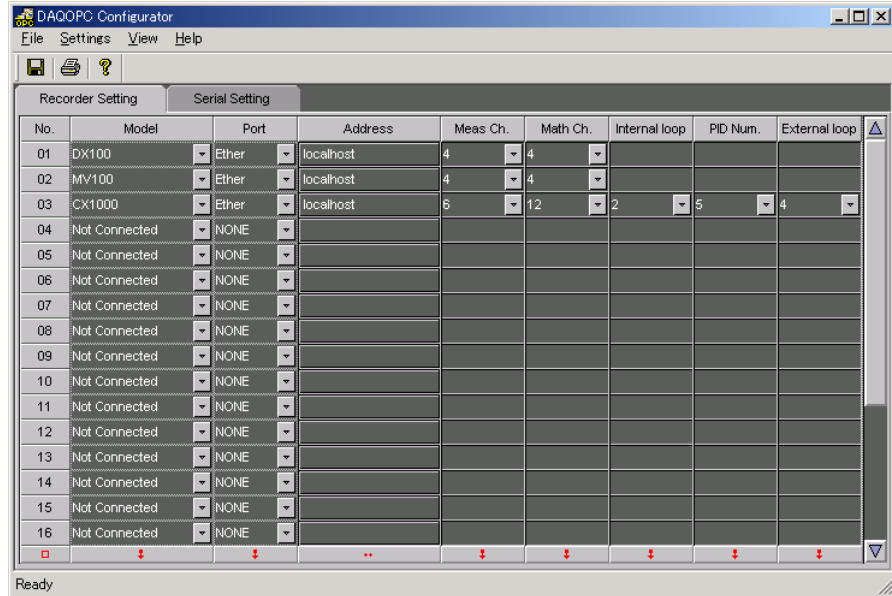 DAQOPC Configurator
File Settings View Help
Recorder Setting Serial Setting
No. Model Port Address Meas Ch. Math Ch. Internal loop PID Num. External loop
01 DX100 Ether localhost 4 4
02 MV100 Ether localhost 4 4
03 CX1000 Ether localhost 6 12 2 5 4
04 Not Connected NONE
05 Not Connected NONE
06 Not Connected NONE
07 Not Connected NONE
08 Not Connected NONE
09 Not Connected NONE
10 Not Connected NONE
11 Not Connected NONE
12 Not Connected NONE
13 Not Connected NONE
14 Not Connected NONE
15 Not Connected NONE
16 Not Connected NONE
Ready